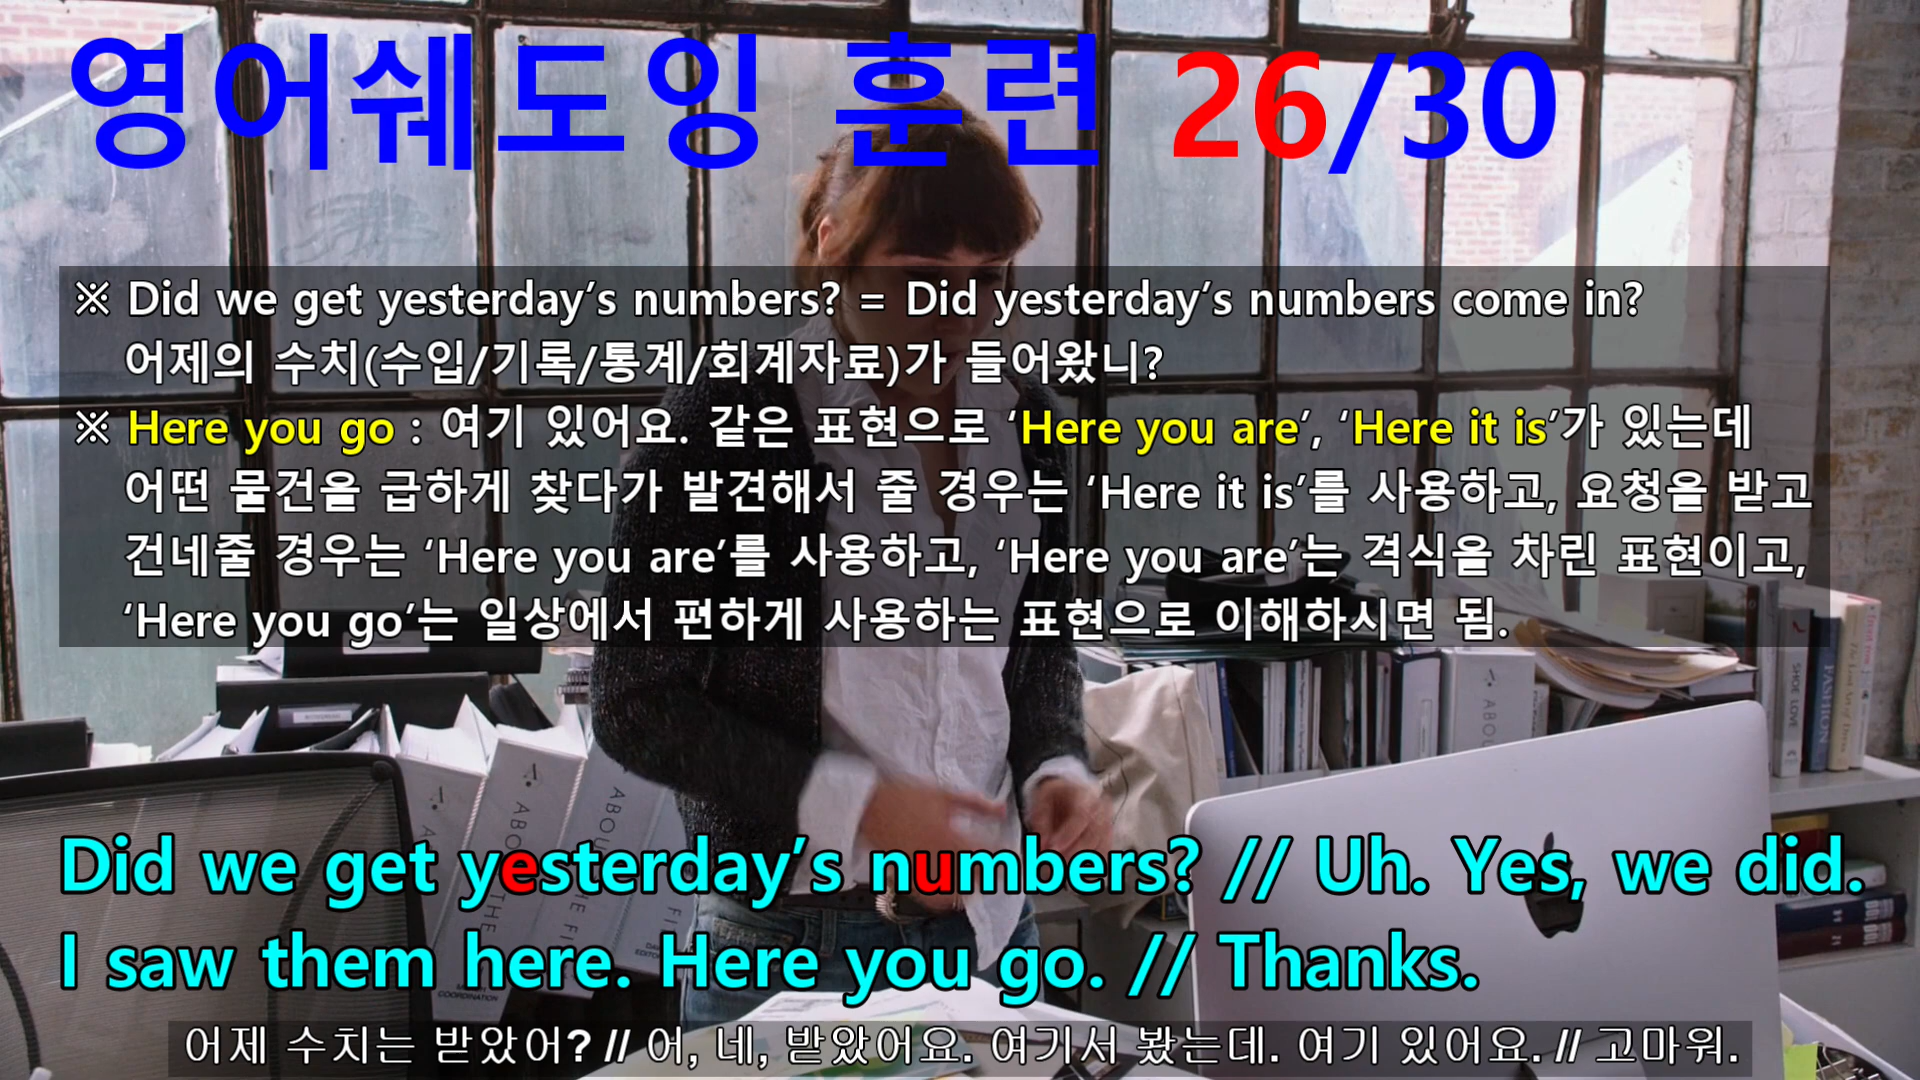 영어쉐도잉 훈련 26/30
※ Did we get yesterday's numbers? = Did yesterday's numbers come in?
어제의 수치(수입/기록/통계/회계자료)가 들어왔니?
※ Here you go : 여기 있어요. 같은 표현으로 ‘Here you are’, ‘Here it is’가 있는데
어떤 물건을 급하게 찾다가 발견해서 줄 경우는 ‘Here it is’를 사용하고, 요청을 받고
건네줄 경우는 ‘Here you are’를 사용하고, ‘Here you are’는 격식을 차린 표현이고,
‘Here you go’는 일상에서 편하게 사용하는 표현으로 이해하시면 됨.
SHOE LOVE
FASHION
Did we get yesterday's numbers? // Uh. Yes, we did.
I saw them here. Here you go. // Thanks.
COORDINATION
어제 수치는 받았어? // 어, 네, 받았어요. 여기서 봤는데. 여기 있어요. // 고마워.